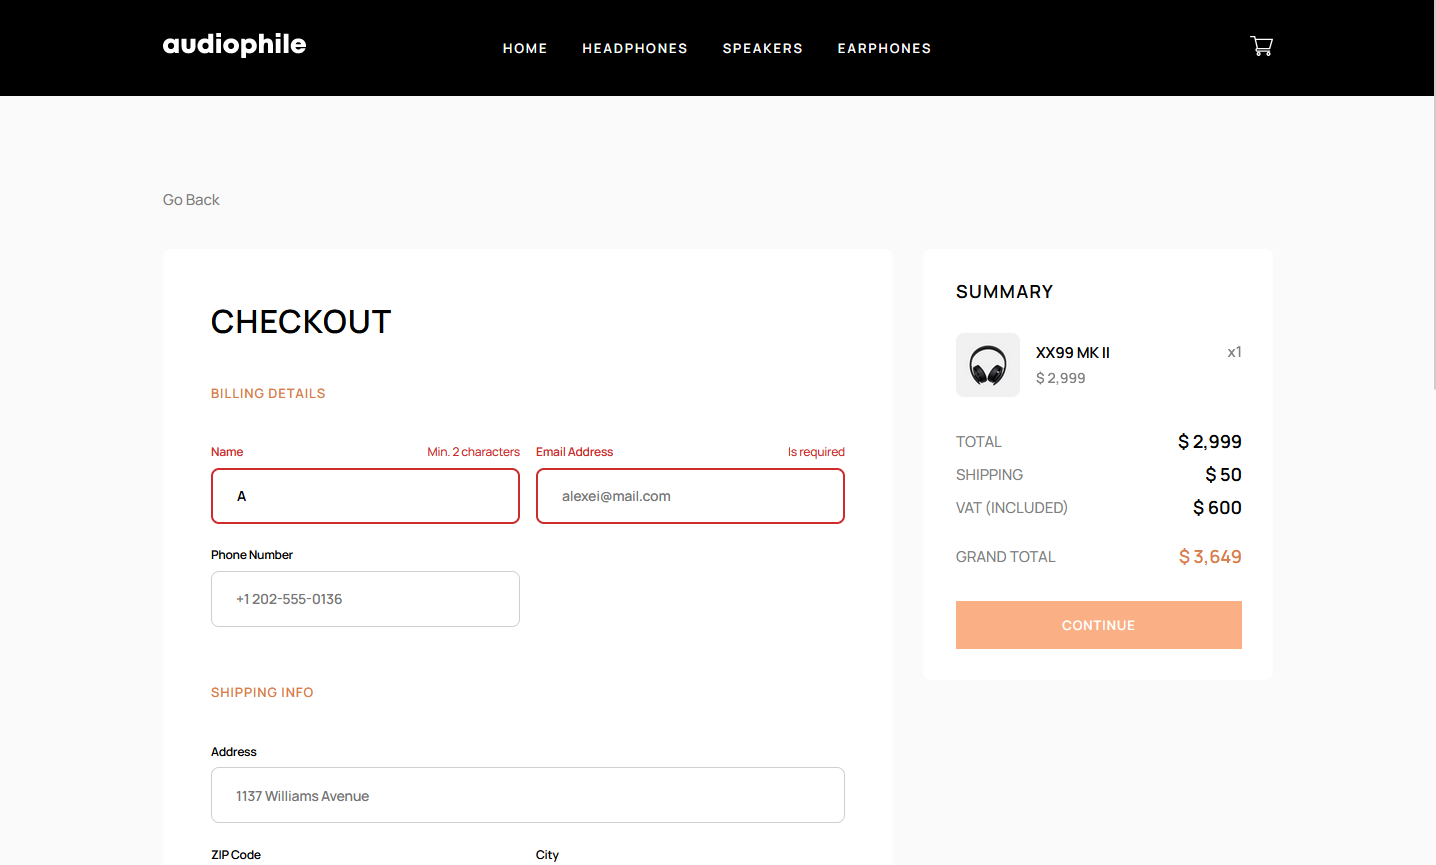 audiophile
HOME HEADPHONES SPEAKERS EARPHONES
Go Back
CHECKOUT
BILLING DETAILS
Name Min. 2 characters
A
Email Address Is required
alexei@mail.com
Phone Number
+1 202-555-0136
SHIPPING INFO
Address
1137 Williams Avenue
ZIP Code City
SUMMARY
XX99 MK II x1
$ 2,999
TOTAL $ 2,999
SHIPPING $ 50
VAT (INCLUDED) $ 600
GRAND TOTAL $ 3,649
CONTINUE